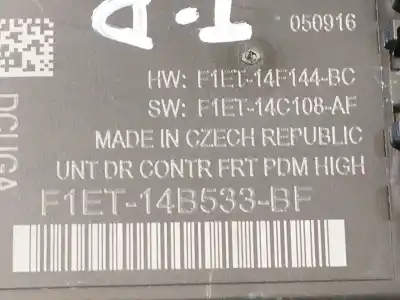 D-1
050916
HW: F1ET-14F144-BC
SW: F1ET-14C108-AF
MADE IN CZECH REPUBLIC
UNT DR CONTR FRT PDM HIGH
F1ET-14B533-BF